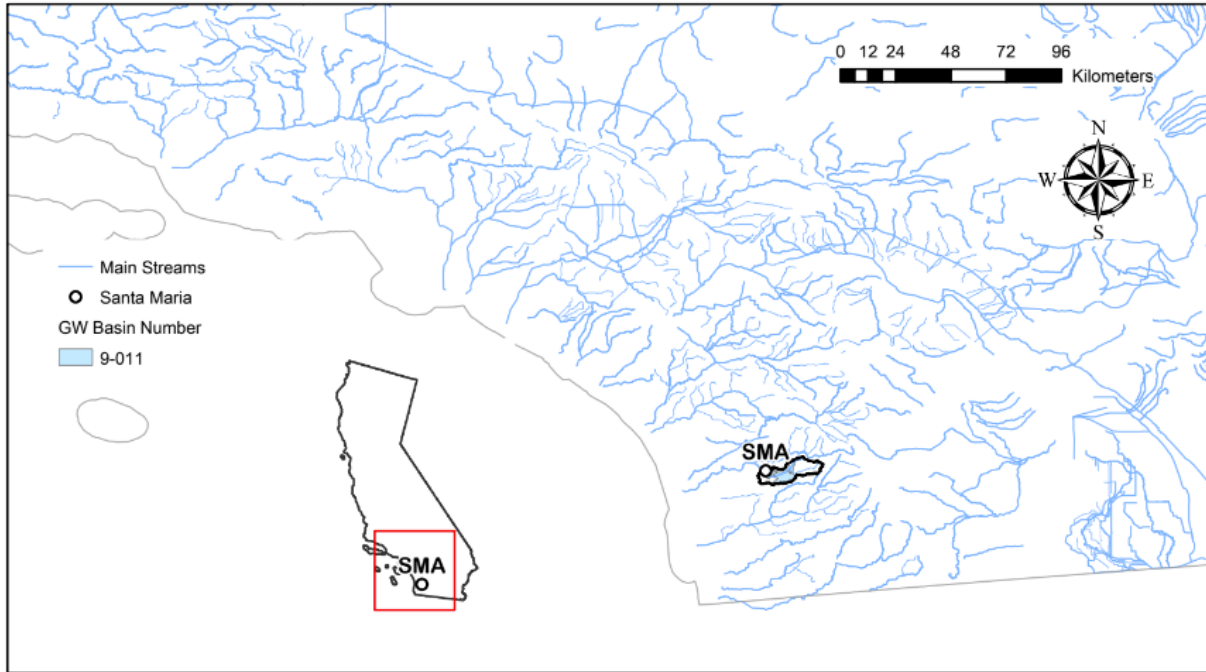 0 12 24 48 72 96
Kilometers
N
W E
S
Main Streams
Santa Maria
GW Basin Number
9-011
SMA
SMA